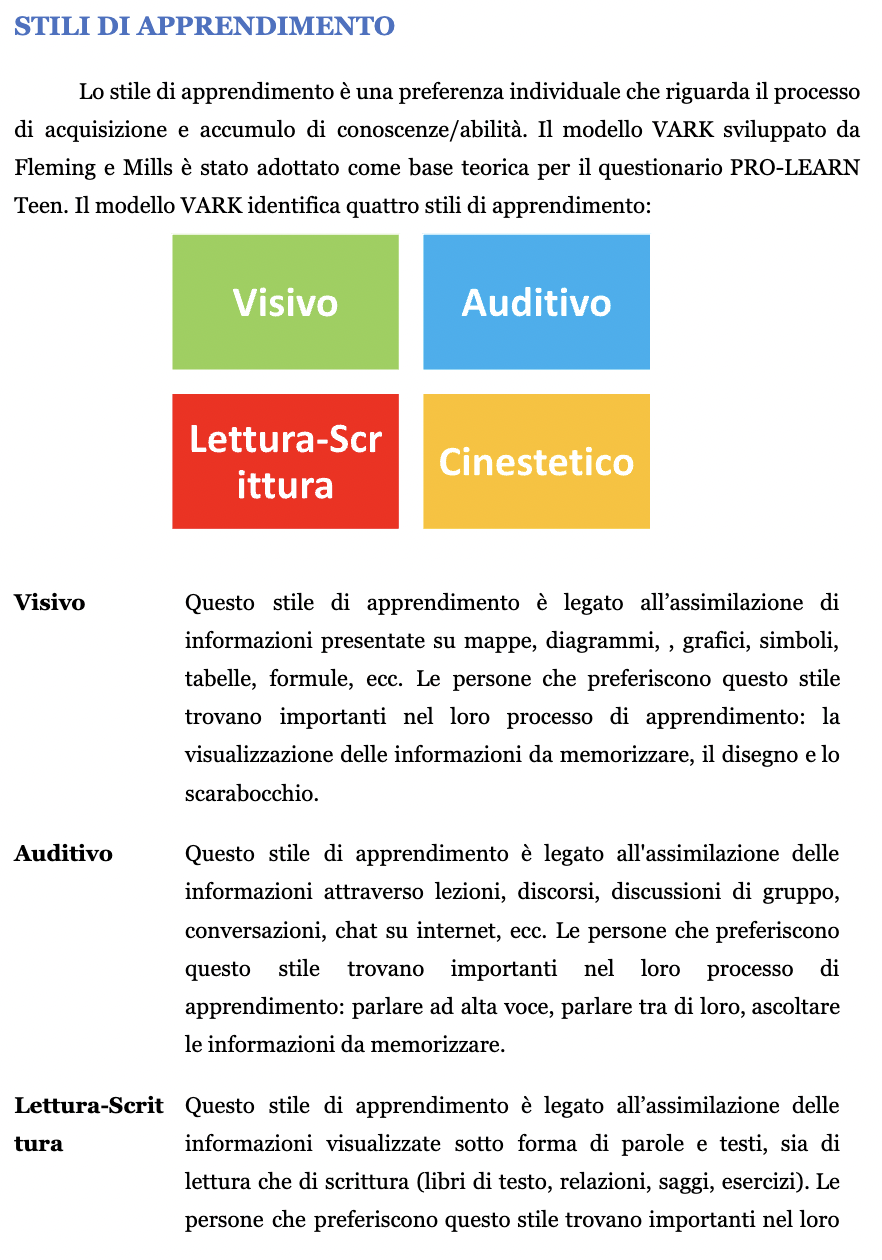 STILI DI APPRENDIMENTO
Lo stile di apprendimento è una preferenza individuale che riguarda il processo
di acquisizione e accumulo di conoscenze/abilità. Il modello VARK sviluppato da
Fleming e Mills è stato adottato come base teorica per il questionario PRO-LEARN
Teen. Il modello VARK identifica quattro stili di apprendimento:
Visivo
Auditivo
Lettura-Scr
ittura
Cinestetico
Visivo
Questo stile di apprendimento è legato all’assimilazione di
informazioni presentate su mappe, diagrammi, , grafici, simboli,
tabelle, formule, ecc. Le persone che preferiscono questo stile
trovano importanti nel loro processo di apprendimento: la
visualizzazione delle informazioni da memorizzare, il disegno e lo
scarabocchio.
Auditivo
Questo stile di apprendimento è legato all'assimilazione delle
informazioni attraverso lezioni, discorsi, discussioni di gruppo,
conversazioni, chat su internet, ecc. Le persone che preferiscono
questo stile trovano importanti nel loro processo di
apprendimento: parlare ad alta voce, parlare tra di loro, ascoltare
le informazioni da memorizzare.
Lettura-Scrit
tura
Questo stile di apprendimento è legato all’assimilazione delle
informazioni visualizzate sotto forma di parole e testi, sia di
lettura che di scrittura (libri di testo, relazioni, saggi, esercizi). Le
persone che preferiscono questo stile trovano importanti nel loro